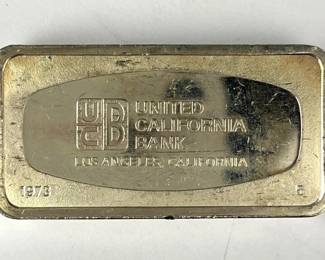 UNITED
CALIFORNIA
BANK
LOS ANGELES, CALIFORNIA
1973